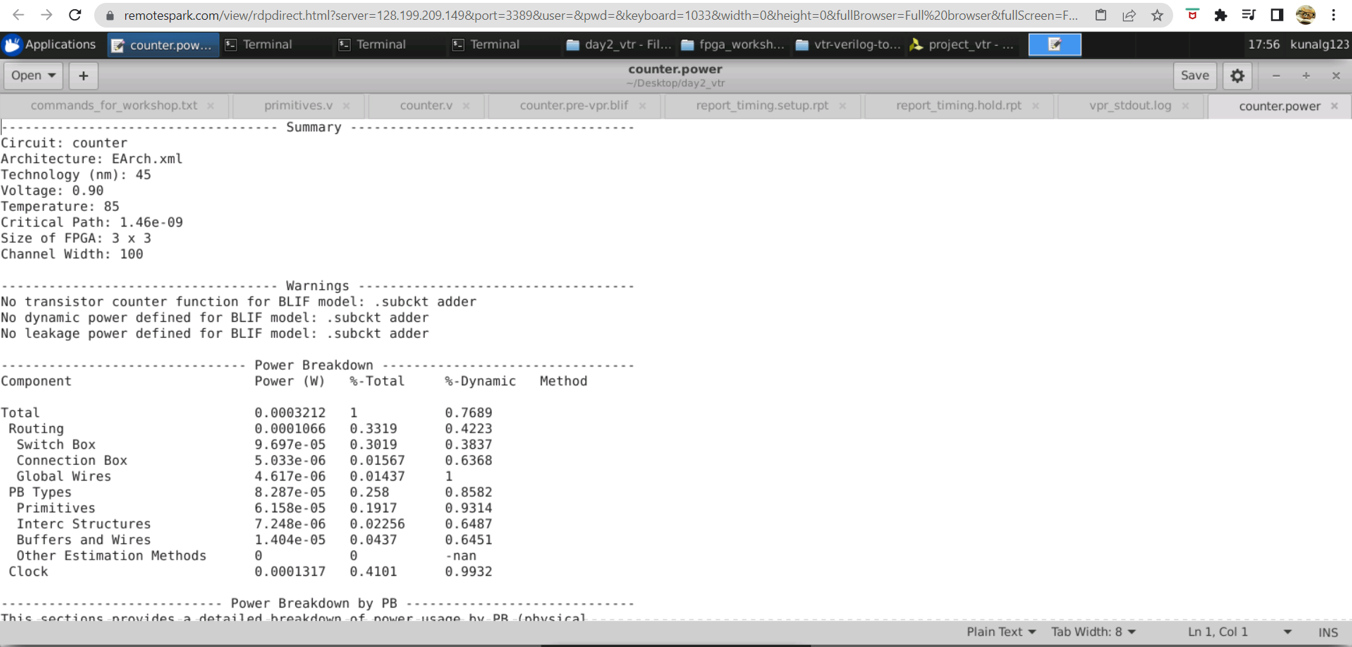 remotespark.com/view/rdpdirect.html?server=128.199.209.149&port=3389&user=&pwd=&keyboard=1033&width=0&height=0&fullBrowser=Full%20browser&fullScreen=F...
Applications counter.pow... Terminal Terminal Terminal day2_vtr - Fil... fpga_worksh... vtr-verilog-to... project_vtr - ... 17:56 kunalg123
Open + counter.power Save
~/Desktop/day2_vtr
commands_for_workshop.txt × primitives.v × counter.v × counter.pre-vpr.blif × report_timing.setup.rpt × report_timing.hold.rpt × vpr_stdout.log × counter.power ×
----------------------------------- Summary ------------------------------------
Circuit: counter
Architecture: EArch.xml
Technology (nm): 45
Voltage: 0.90
Temperature: 85
Critical Path: 1.46e-09
Size of FPGA: 3 x 3
Channel Width: 100
----------------------------------- Warnings -----------------------------------
No transistor counter function for BLIF model: .subckt adder
No dynamic power defined for BLIF model: .subckt adder
No leakage power defined for BLIF model: .subckt adder
------------------------------- Power Breakdown --------------------------------
Component Power (W) %-Total %-Dynamic Method
Total 0.0003212 1 0.7689
Routing 0.0001066 0.3319 0.4223
Switch Box 9.697e-05 0.3019 0.3837
Connection Box 5.033e-06 0.01567 0.6368
Global Wires 4.617e-06 0.01437 1
PB Types 8.287e-05 0.258 0.8582
Primitives 6.158e-05 0.1917 0.9314
Interc Structures 7.248e-06 0.02256 0.6487
Buffers and Wires 1.404e-05 0.0437 0.6451
Other Estimation Methods 0 0 -nan
Clock 0.0001317 0.4101 0.9932
---------------------------- Power Breakdown by PB -----------------------------
This sections provides a detailed breakdown of power usage by PB (physical
Plain Text Tab Width: 8 Ln 1, Col 1 INS